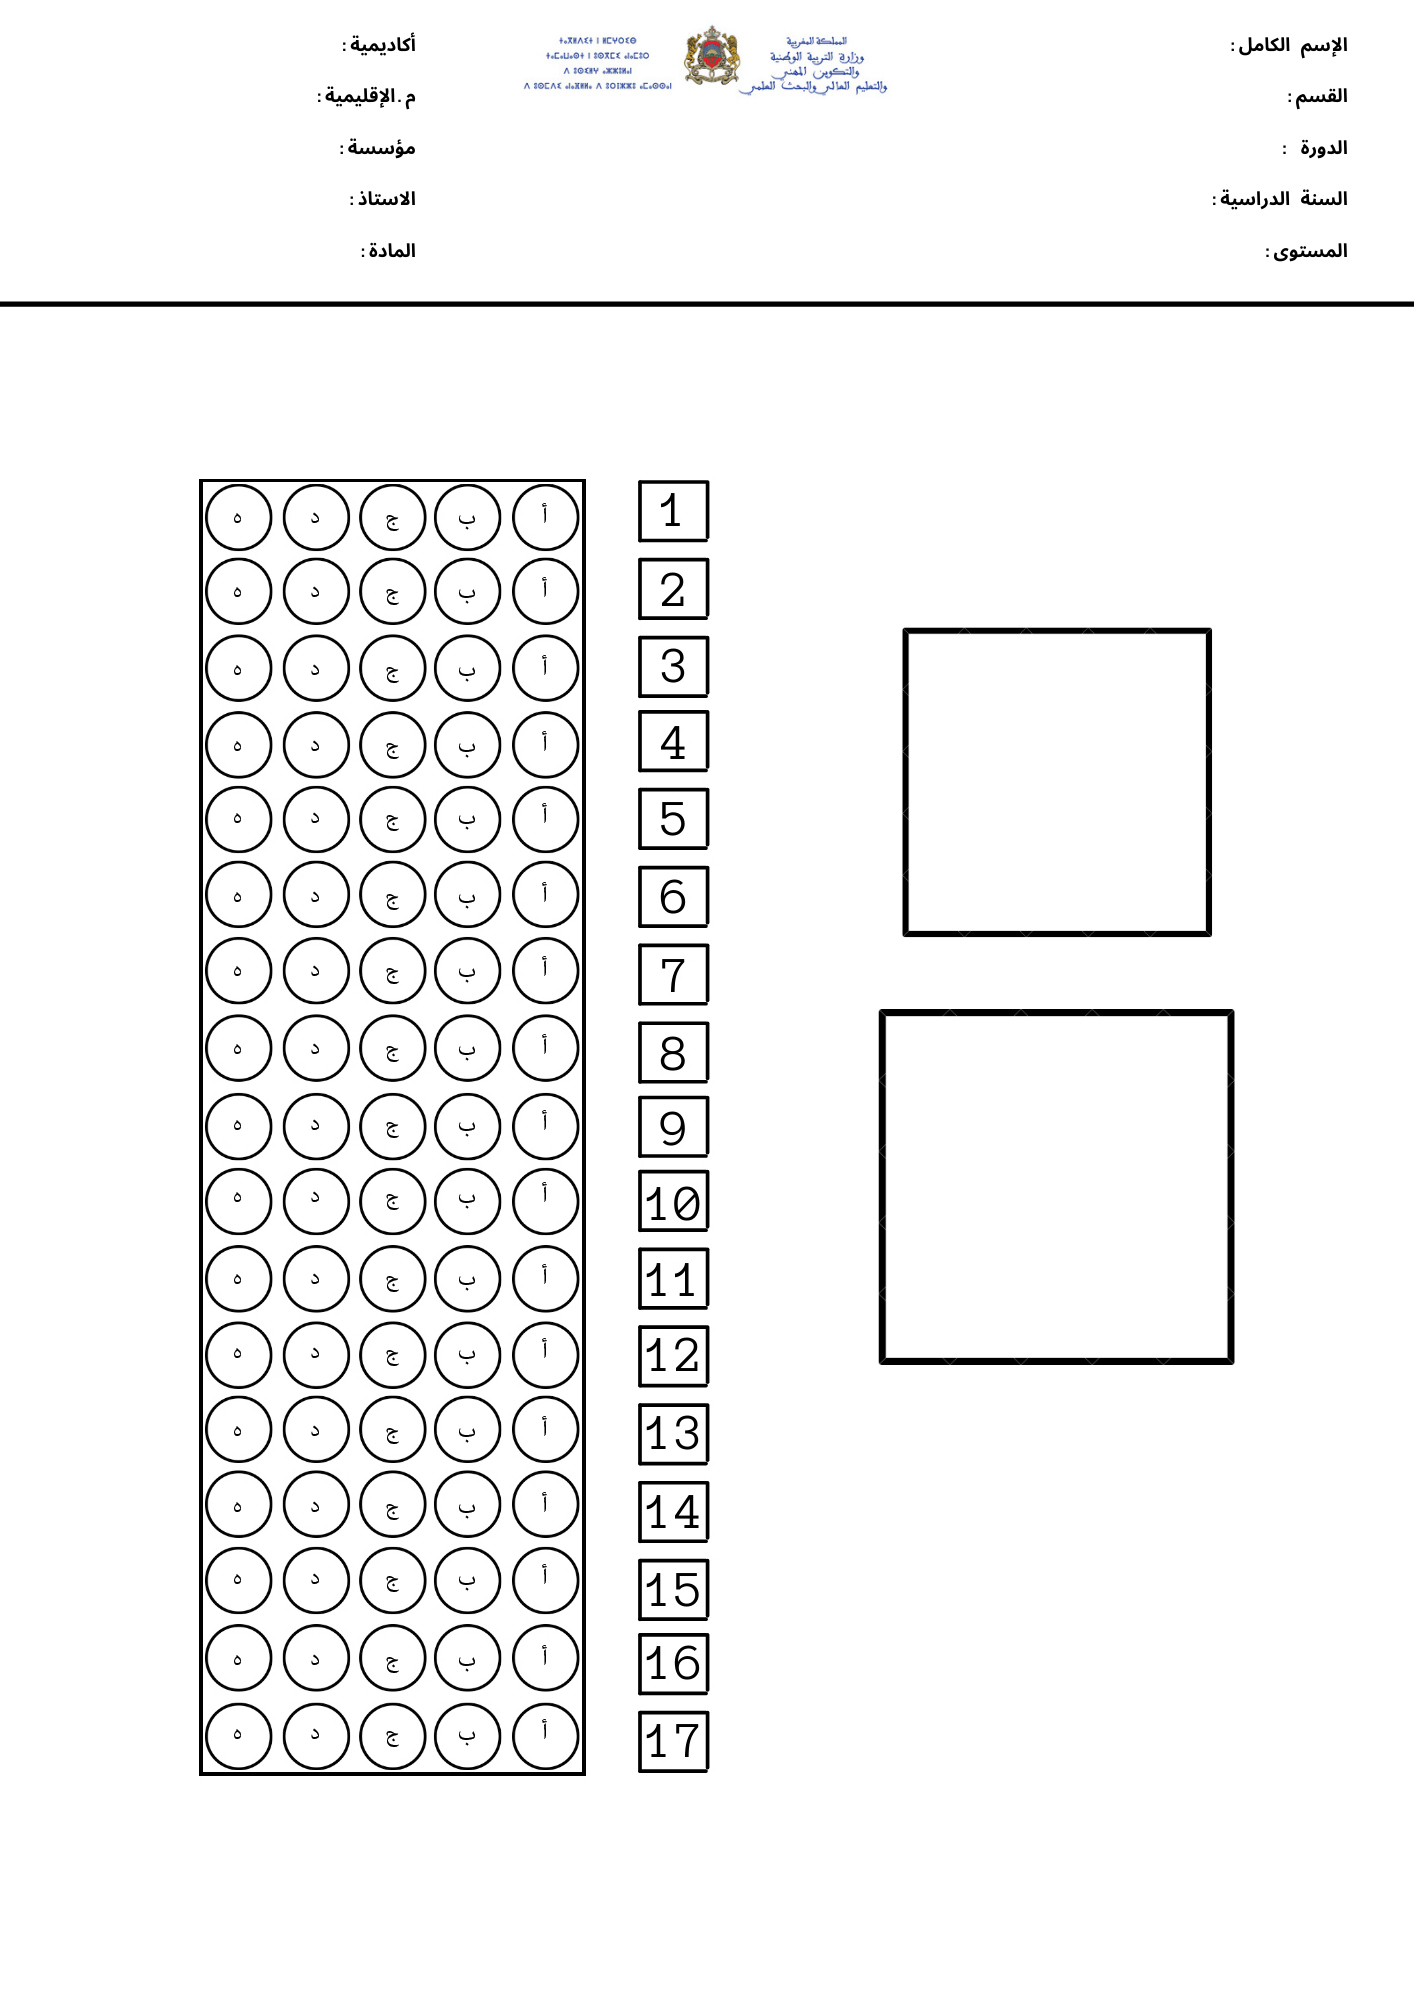 الإسم الكامل :
القسم :
الدورة :
السنة الدراسية :
المستوى :
المملكة المغربية
وزارة التربية الوطنية
والتكوين المهني
والتعليم العالي والبحث العلمي
أكاديمية :
م.الإقليمية :
مؤسسة :
الاستاذ :
المادة :
1 أ ب ج د ه
2 أ ب ج د ه
3 أ ب ج د ه
4 أ ب ج د ه
5 أ ب ج د ه
6 أ ب ج د ه
7 أ ب ج د ه
8 أ ب ج د ه
9 أ ب ج د ه
10 أ ب ج د ه
11 أ ب ج د ه
12 أ ب ج د ه
13 أ ب ج د ه
14 أ ب ج د ه
15 أ ب ج د ه
16 أ ب ج د ه
17 أ ب ج د ه